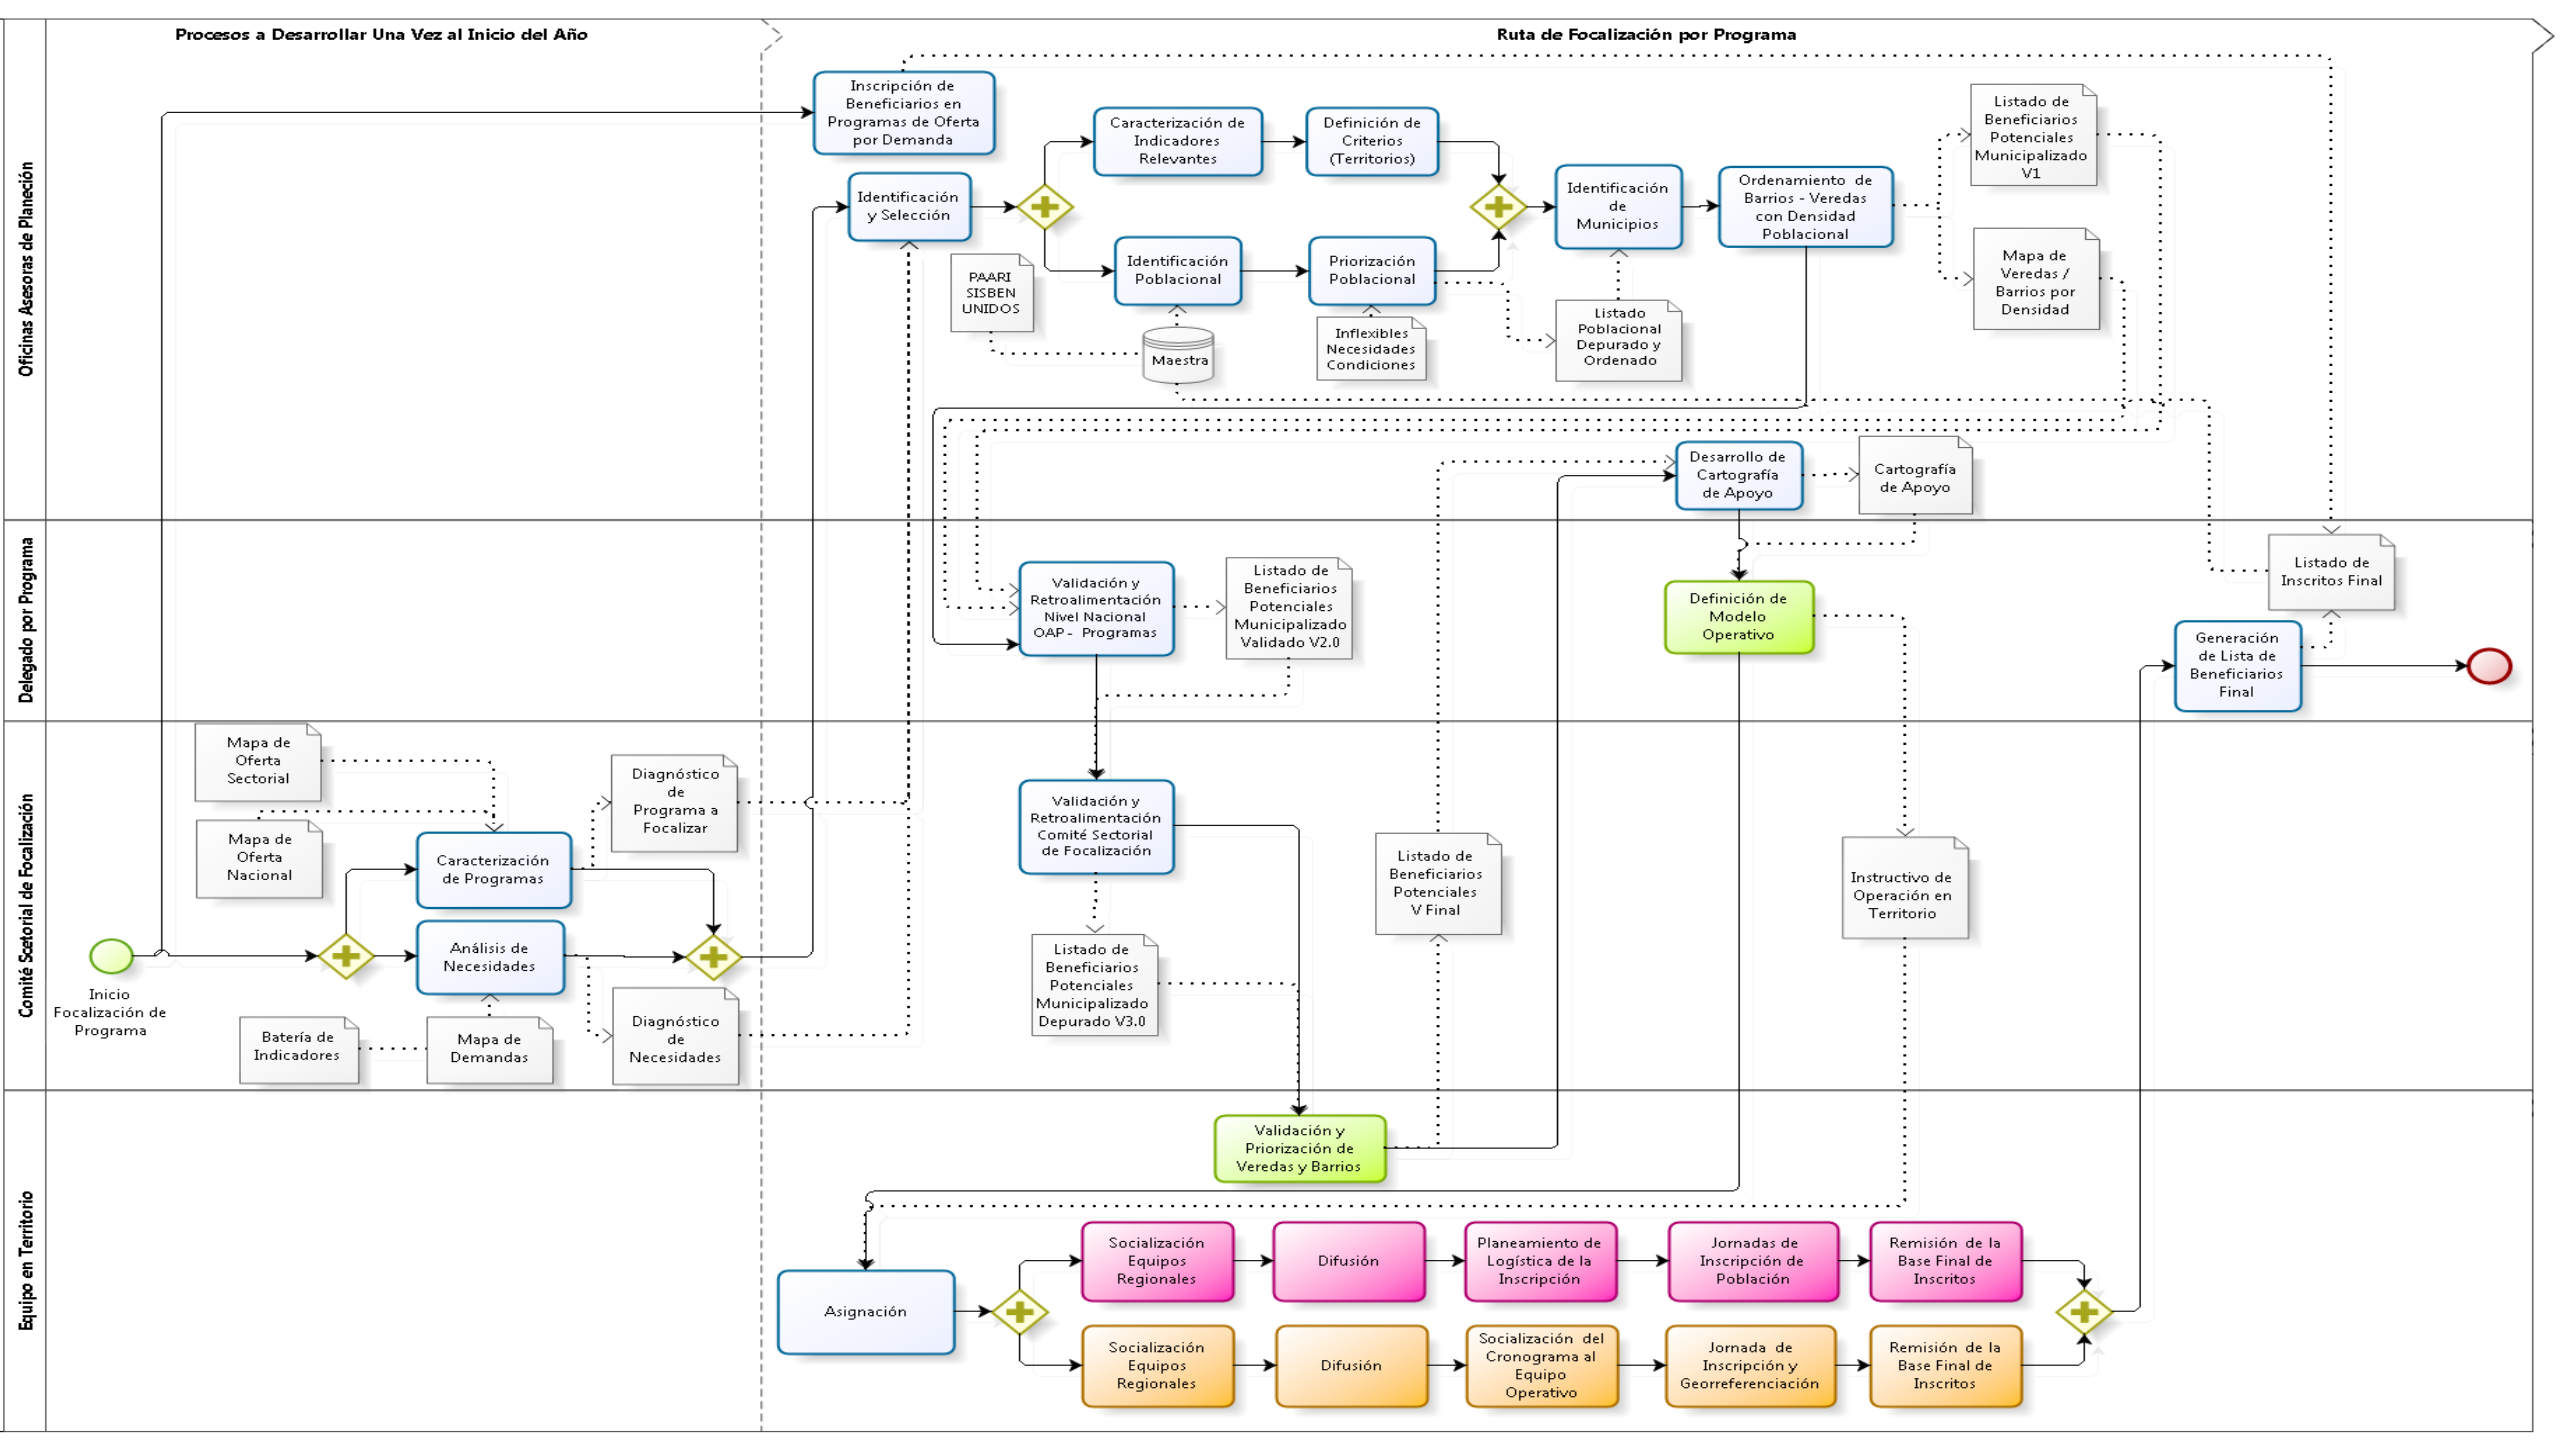 Procesos a Desarrollar Una Vez al Inicio del Año
Ruta de Focalización por Programa
Oficinas Asesoras de Planeción
Inscripción de
Beneficiarios en
Programas de Oferta
por Demanda
Identificación
y Selección
Caracterización de
Indicadores
Relevantes
Definición de
Criterios
(Territorios)
Identificación
Poblacional
Priorización
Poblacional
PAARI
SISBEN
UNIDOS
Maestra
Inflexibles
Necesidades
Condiciones
Identificación
de
Municipios
Listado
Poblacional
Depurado y
Ordenado
Ordenamiento de
Barrios - Veredas
con Densidad
Poblacional
Listado de
Beneficiarios
Potenciales
Municipalizado
V1
Mapa de
Veredas /
Barrios por
Densidad
Desarrollo de
Cartografía
de Apoyo
Cartografía
de Apoyo
Delegado por Programa
Validación y
Retroalimentación
Nivel Nacional
OAP - Programas
Listado de
Beneficiarios
Potenciales
Municipalizado
Validado V2.0
Definición de
Modelo
Operativo
Listado de
Inscritos Final
Generación
de Lista de
Beneficiarios
Final
Comité Scetorial de Focalización
Mapa de
Oferta
Sectorial
Mapa de
Oferta
Nacional
Caracterización
de Programas
Diagnóstico
de
Programa a
Focalizar
Análisis de
Necesidades
Inicio
Focalización de
Programa
Batería de
Indicadores
Mapa de
Demandas
Diagnóstico
de
Necesidades
Validación y
Retroalimentación
Comité Sectorial
de Focalización
Listado de
Beneficiarios
Potenciales
Municipalizado
Depurado V3.0
Listado de
Beneficiarios
Potenciales
V Final
Instructivo de
Operación en
Territorio
Equipo en Territorio
Validación y
Priorización de
Veredas y Barrios
Asignación
Socialización
Equipos
Regionales
Difusión
Planeamiento de
Logística de la
Inscripción
Jornadas de
Inscripción de
Población
Remisión de la
Base Final de
Inscritos
Socialización
Equipos
Regionales
Difusión
Socialización del
Cronograma al
Equipo
Operativo
Jornada de
Inscripción y
Georreferenciación
Remisión de la
Base Final de
Inscritos